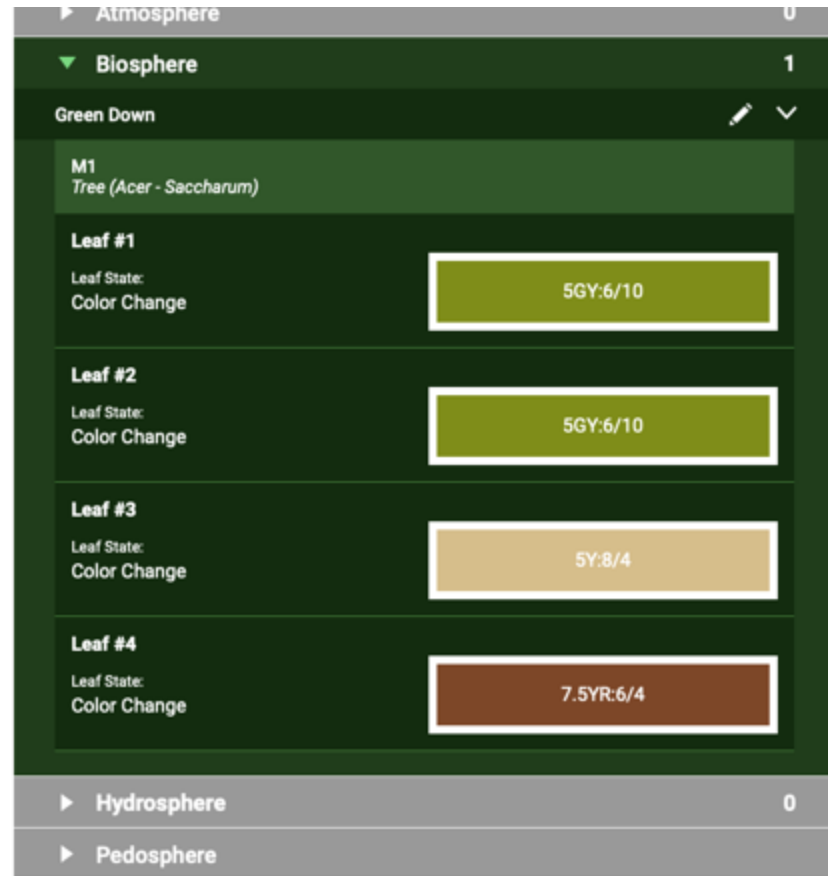 Atmosphere 0
Biosphere 1
Green Down
M1
Tree (Acer - Saccharum)
Leaf #1
Leaf State:
Color Change
5GY:6/10
Leaf #2
Leaf State:
Color Change
5GY:6/10
Leaf #3
Leaf State:
Color Change
5Y:8/4
Leaf #4
Leaf State:
Color Change
7.5YR:6/4
Hydrosphere 0
Pedosphere